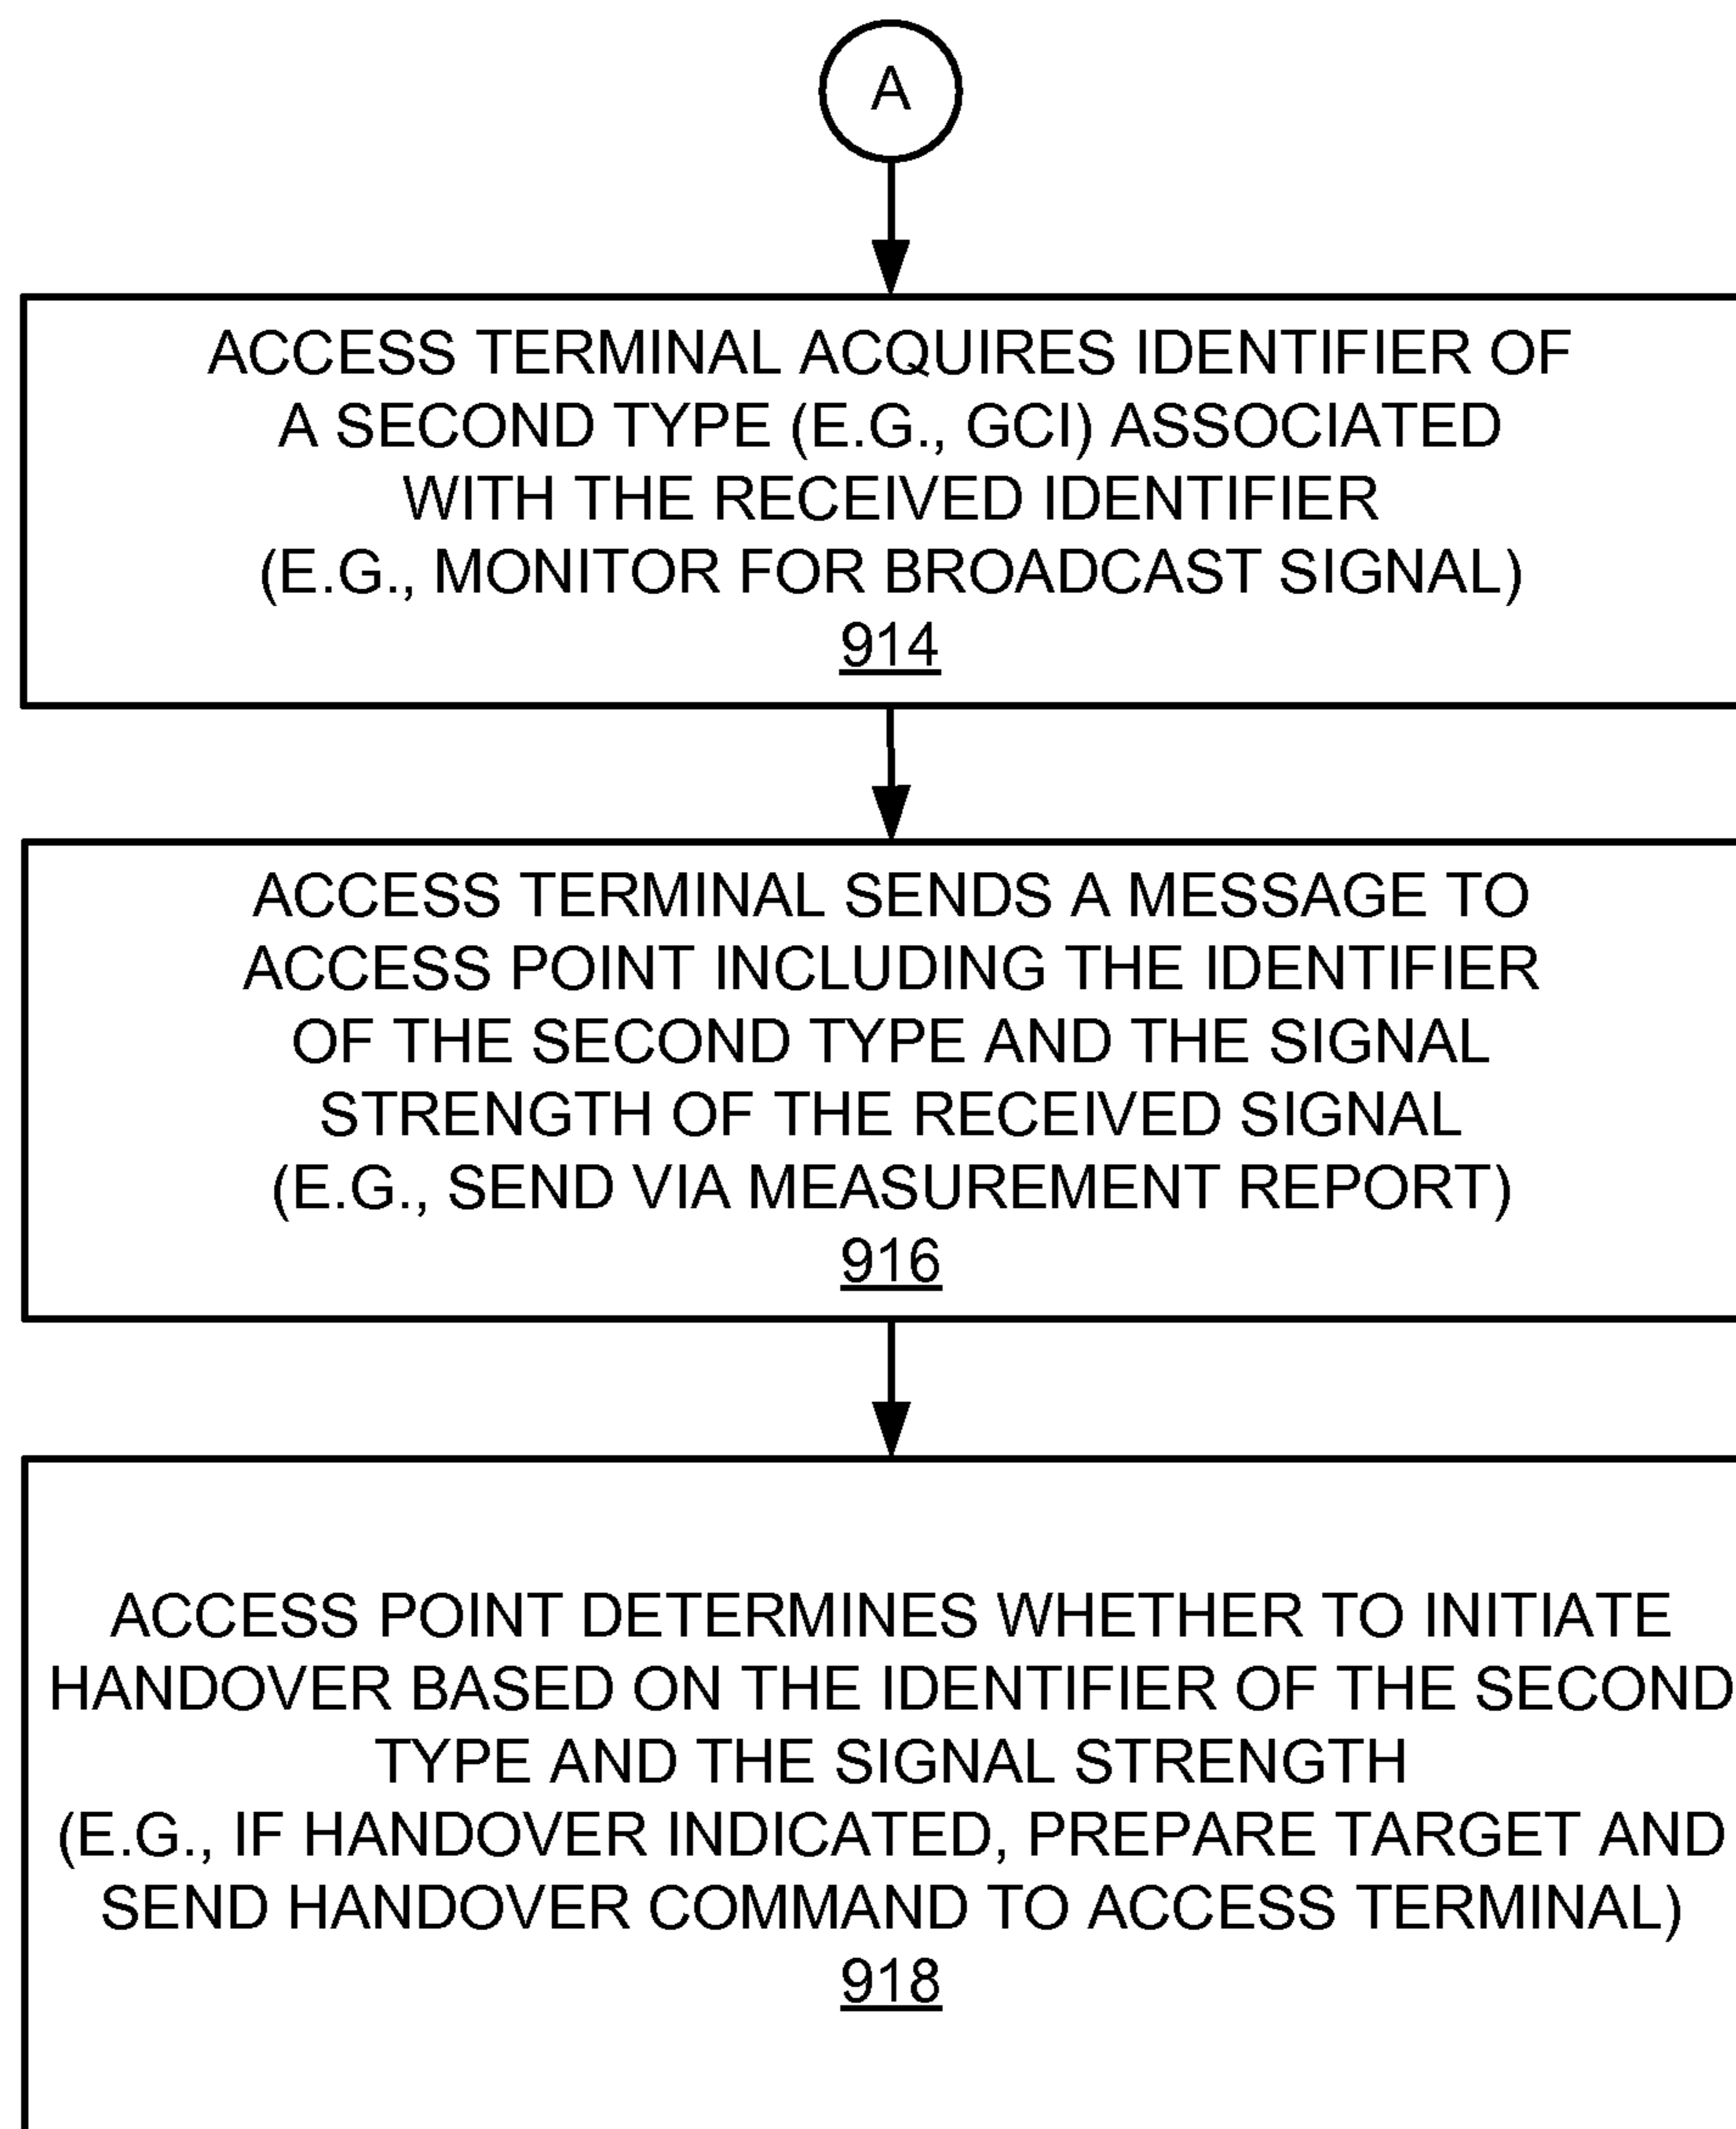 A
ACCESS TERMINAL ACQUIRES IDENTIFIER OF
A SECOND TYPE (E.G., GCI) ASSOCIATED
WITH THE RECEIVED IDENTIFIER
(E.G., MONITOR FOR BROADCAST SIGNAL)
914
ACCESS TERMINAL SENDS A MESSAGE TO
ACCESS POINT INCLUDING THE IDENTIFIER
OF THE SECOND TYPE AND THE SIGNAL
STRENGTH OF THE RECEIVED SIGNAL
(E.G., SEND VIA MEASUREMENT REPORT)
916
ACCESS POINT DETERMINES WHETHER TO INITIATE
HANDOVER BASED ON THE IDENTIFIER OF THE SECOND
TYPE AND THE SIGNAL STRENGTH
(E.G., IF HANDOVER INDICATED, PREPARE TARGET AND
SEND HANDOVER COMMAND TO ACCESS TERMINAL)
918